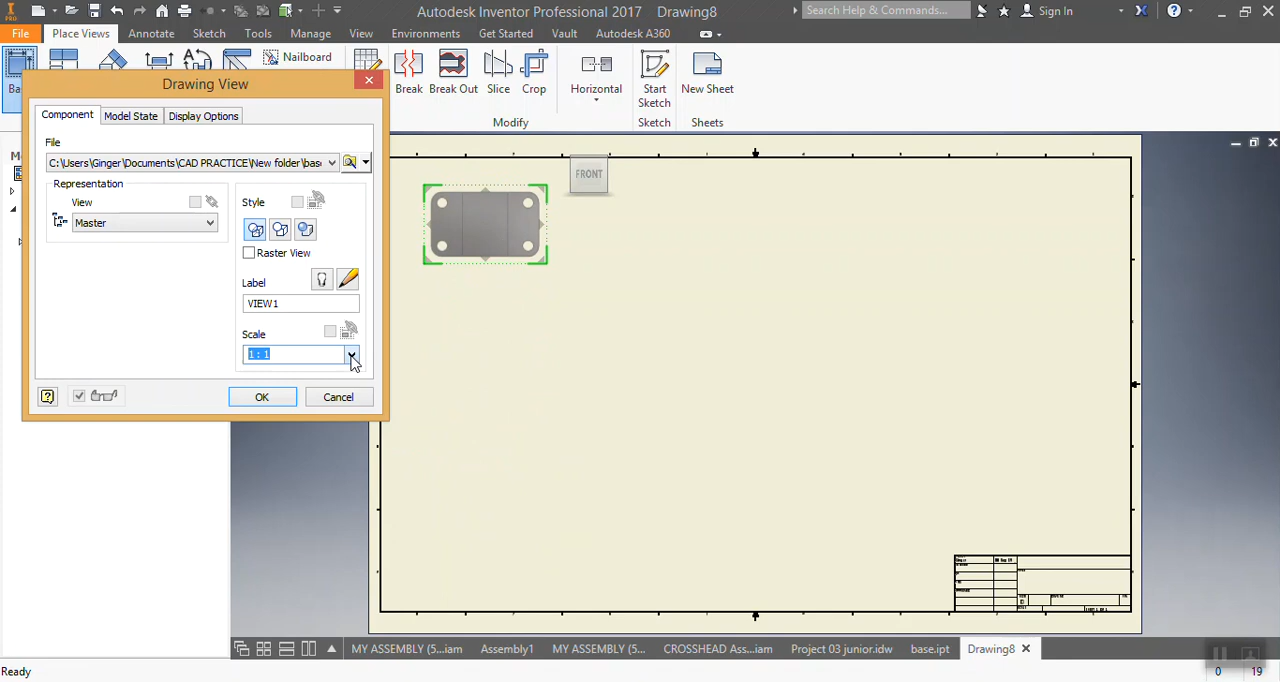 PRO
Autodesk Inventor Professional 2017 Drawing8
Search Help & Commands...
Sign In
File
Place Views
Annotate
Sketch
Tools
Manage
View
Environments
Get Started
Vault
Autodesk A360
Nailboard
Break
Break Out
Slice
Crop
Horizontal
Start
Sketch
New Sheet
Modify
Sketch
Sheets
Drawing View
Component
Model State
Display Options
File
C:\Users\Ginger\Documents\CAD PRACTICE\New folder\base
Representation
View
Master
Style
Raster View
Label
VIEW1
Scale
1 : 1
OK
Cancel
FRONT
MY ASSEMBLY (5...iam
Assembly1
MY ASSEMBLY (5...
CROSSHEAD Ass...iam
Project 03 junior.idw
base.ipt
Drawing8
Ready
0
19